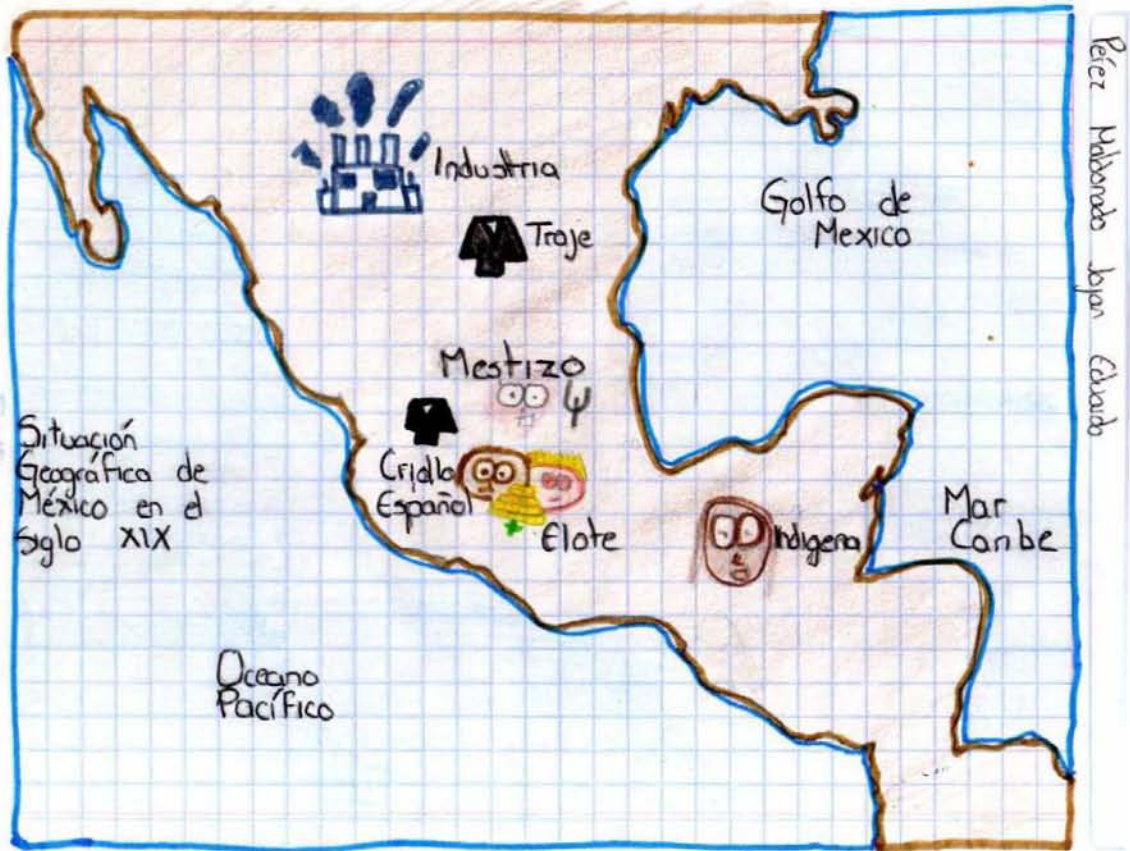 Industria
Traje
Golfo de
Mexico
Mestizo
Criollo
Español
Elote
Indigena
Mar
Caribe
Situación
Geográfica de
México en el
Siglo XIX
Oceano
Pacífico
Pérez Maldonado Jojan Eduardo